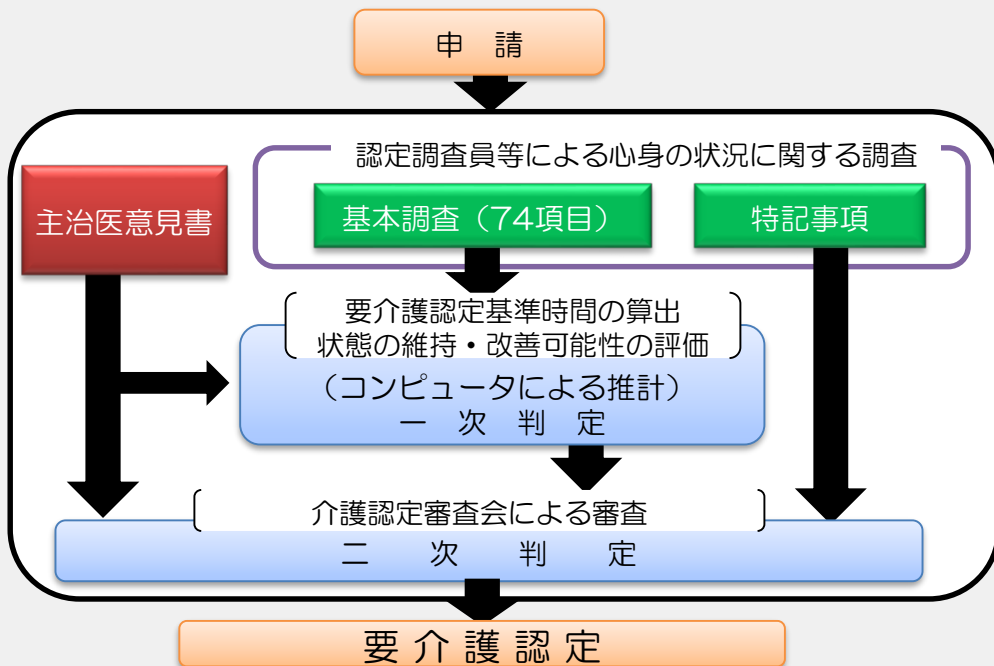 申 請
認定調査員等による心身の状況に関する調査
主治医意見書
基本調査（74項目）
特記事項
要介護認定基準時間の算出
状態の維持・改善可能性の評価
（コンピュータによる推計）
一 次 判 定
介護認定審査会による審査
二 次 判 定
要介護認定